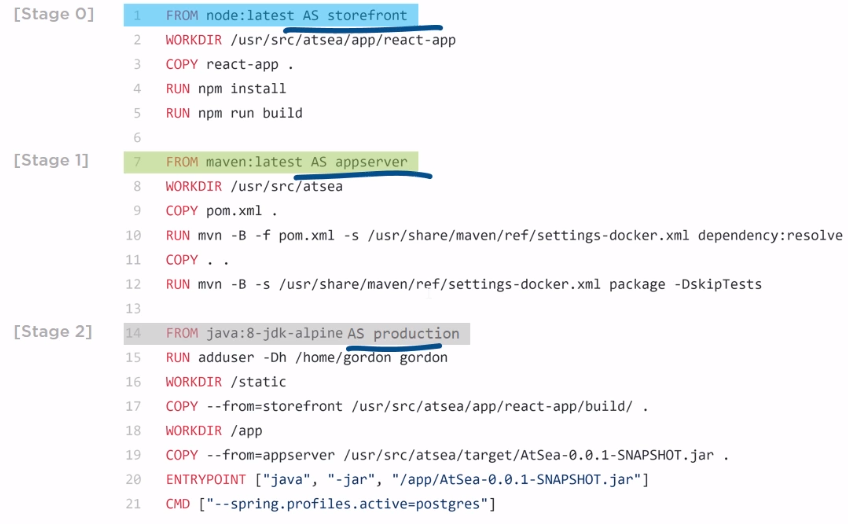 [Stage 0] 1 FROM node:latest AS storefront
2 WORKDIR /usr/src/atsea/app/react-app
3 COPY react-app .
4 RUN npm install
5 RUN npm run build
6
[Stage 1] 7 FROM maven:latest AS appserver
8 WORKDIR /usr/src/atsea
9 COPY pom.xml .
10 RUN mvn -B -f pom.xml -s /usr/share/maven/ref/settings-docker.xml dependency:resolve
11 COPY . .
12 RUN mvn -B -s /usr/share/maven/ref/settings-docker.xml package -DskipTests
13
[Stage 2] 14 FROM java:8-jdk-alpine AS production
15 RUN adduser -Dh /home/gordon gordon
16 WORKDIR /static
17 COPY --from=storefront /usr/src/atsea/app/react-app/build/ .
18 WORKDIR /app
19 COPY --from=appserver /usr/src/atsea/target/AtSea-0.0.1-SNAPSHOT.jar .
20 ENTRYPOINT ["java", "-jar", "/app/AtSea-0.0.1-SNAPSHOT.jar"]
21 CMD ["--spring.profiles.active=postgres"]